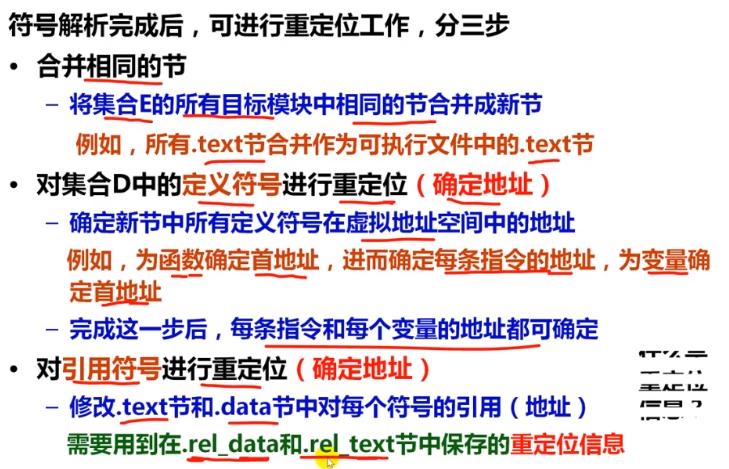 符号解析完成后，可进行重定位工作，分三步
• 合并相同的节
– 将集合E的所有目标模块中相同的节合并成新节
例如，所有.text节合并作为可执行文件中的.text节
• 对集合D中的定义符号进行重定位（确定地址）
– 确定新节中所有定义符号在虚拟地址空间中的地址
例如，为函数确定首地址，进而确定每条指令的地址，为变量确
定首地址
– 完成这一步后，每条指令和每个变量的地址都可确定
• 对引用符号进行重定位（确定地址）
– 修改.text节和.data节中对每个符号的引用（地址）
需要用到在.rel_data和.rel_text节中保存的重定位信息